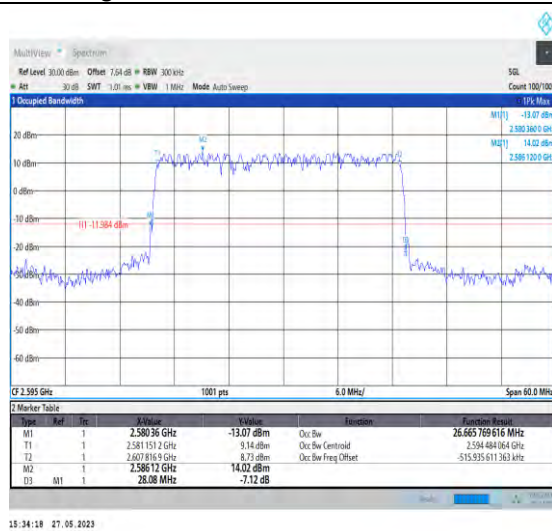 MultiView Spectrum
Ref Level 30.00 dBm Offset 7.64 dB RBW 300 kHz SGL
Att 30 dB SWT 1.01 ms VBW 1 MHz Mode Auto Sweep Count 100/100
1 Occupied Bandwidth 1Pk Max
M1[1] -13.07 dBm
2.580 360 0 GHz
M2[1] 14.02 dBm
2.586 120 0 GHz
20 dBm
M2
T1
10 dBm
0 dBm
-10 dBm
H1 -11.984 dBm
-20 dBm
-30 dBm
-40 dBm
-50 dBm
-60 dBm
CF 2.595 GHz 1001 pts 6.0 MHz/ Span 60.0 MHz
2 Marker Table
Type Ref Trc X-Value Y-Value Function Function Result
M1 1 2.58036 GHz -13.07 dBm Occ Bw 26.665 769 616 MHz
T1 1 2.581 151 2 GHz 9.14 dBm Occ Bw Centroid 2.594 484 064 GHz
T2 1 2.607 816 9 GHz 8.73 dBm Occ Bw Freq Offset -515.935 611 363 kHz
M2 1 2.58612 GHz 14.02 dBm
D3 M1 1 28.08 MHz -7.12 dB
15:34:18 27.05.2023